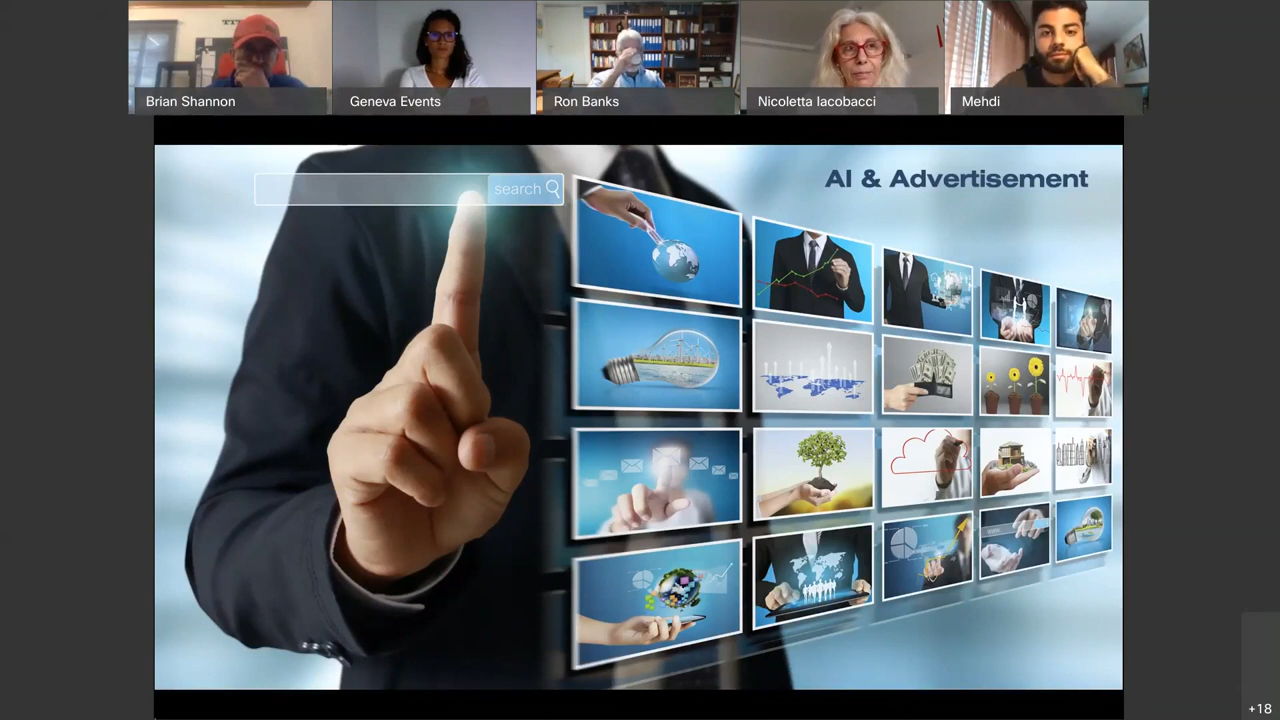 Brian Shannon
Geneva Events
Ron Banks
Nicoletta Iacobacci
Mehdi
AI & Advertisement
search
+18